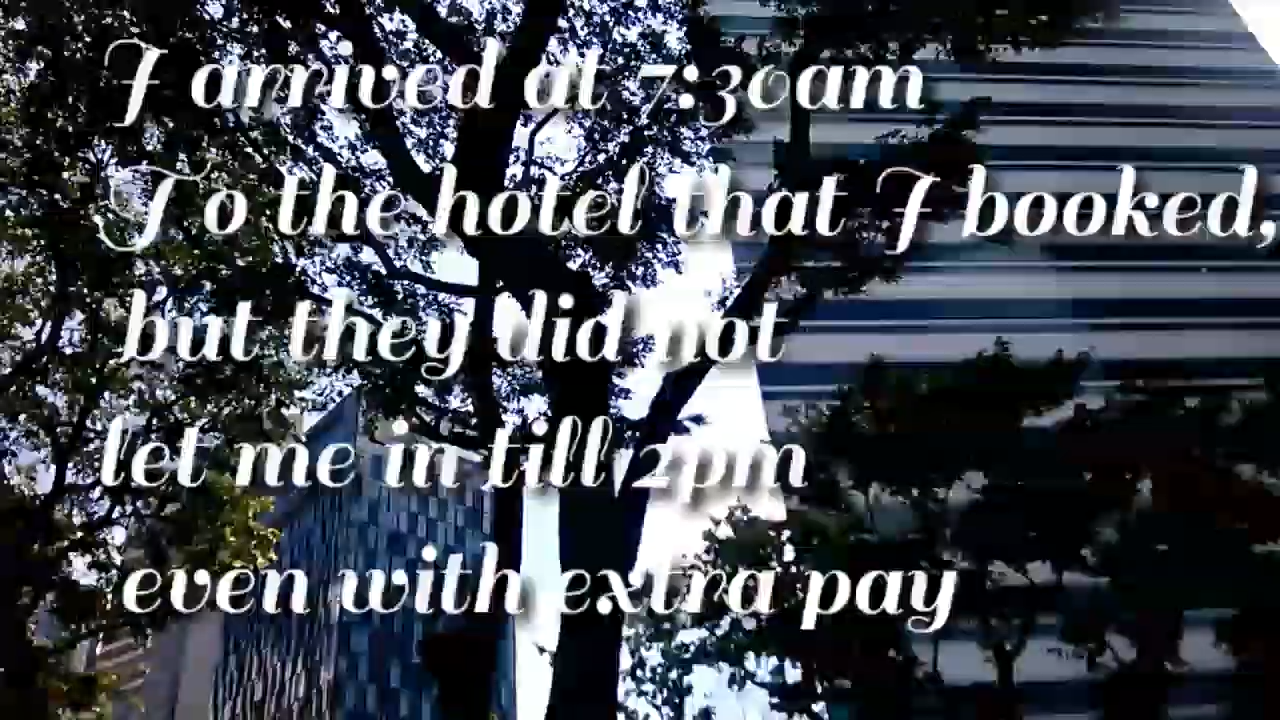 I arrived at 7:30am
To the hotel that I booked,
but they did not
let me in till 2pm
even with extra pay